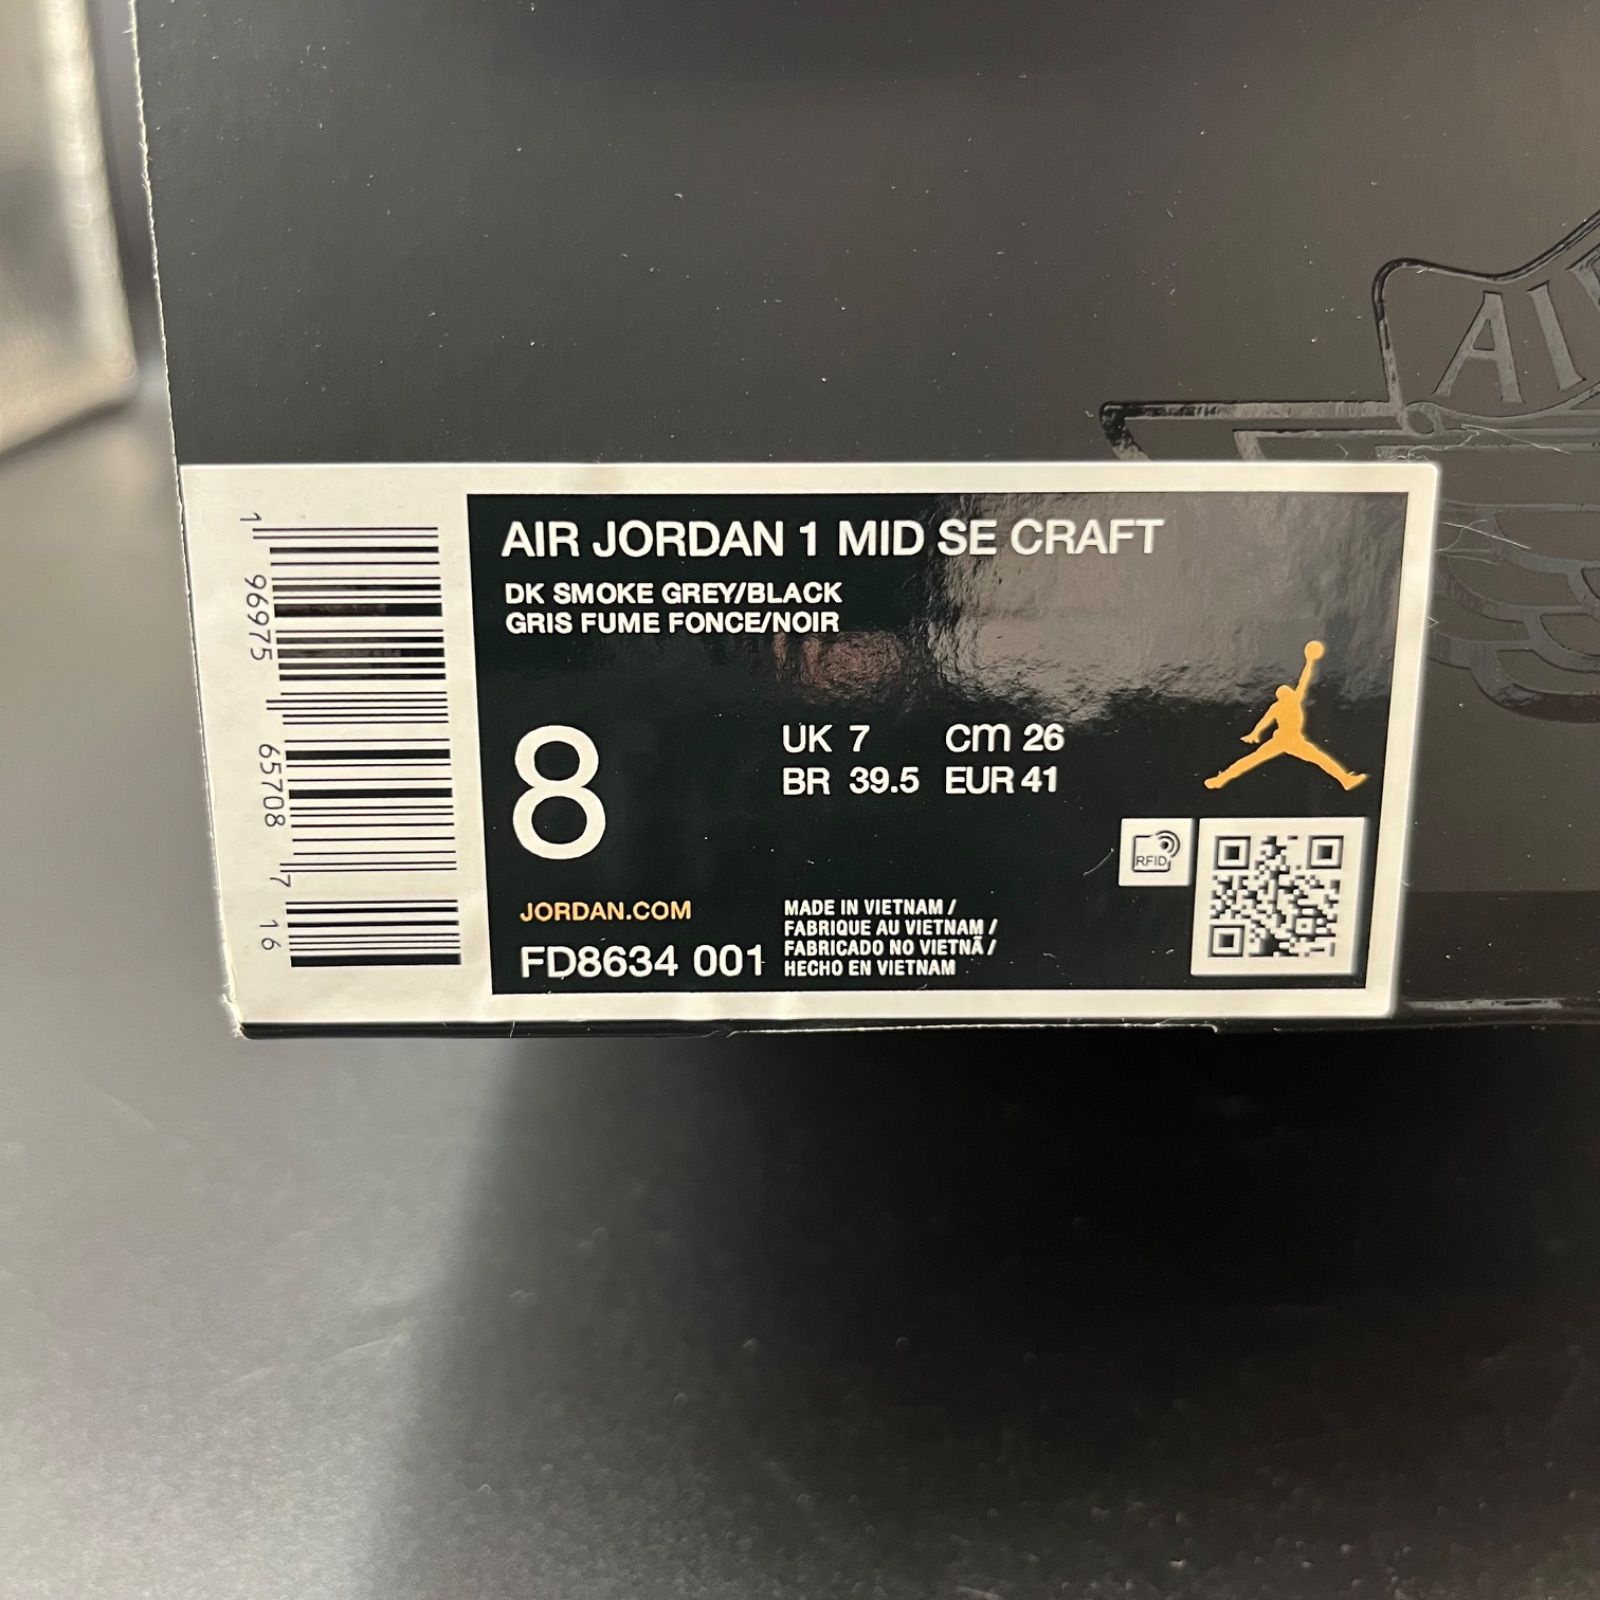 AIR
AIR JORDAN 1 MID SE CRAFT
DK SMOKE GREY/BLACK
GRIS FUME FONCE/NOIR
8
UK 7 CM 26
BR 39.5 EUR 41
RFID
JORDAN.COM
FD8634 001
MADE IN VIETNAM /
FABRIQUE AU VIETNAM /
FABRICADO NO VIETNÃ /
HECHO EN VIETNAM
1 96975 65708 7 16